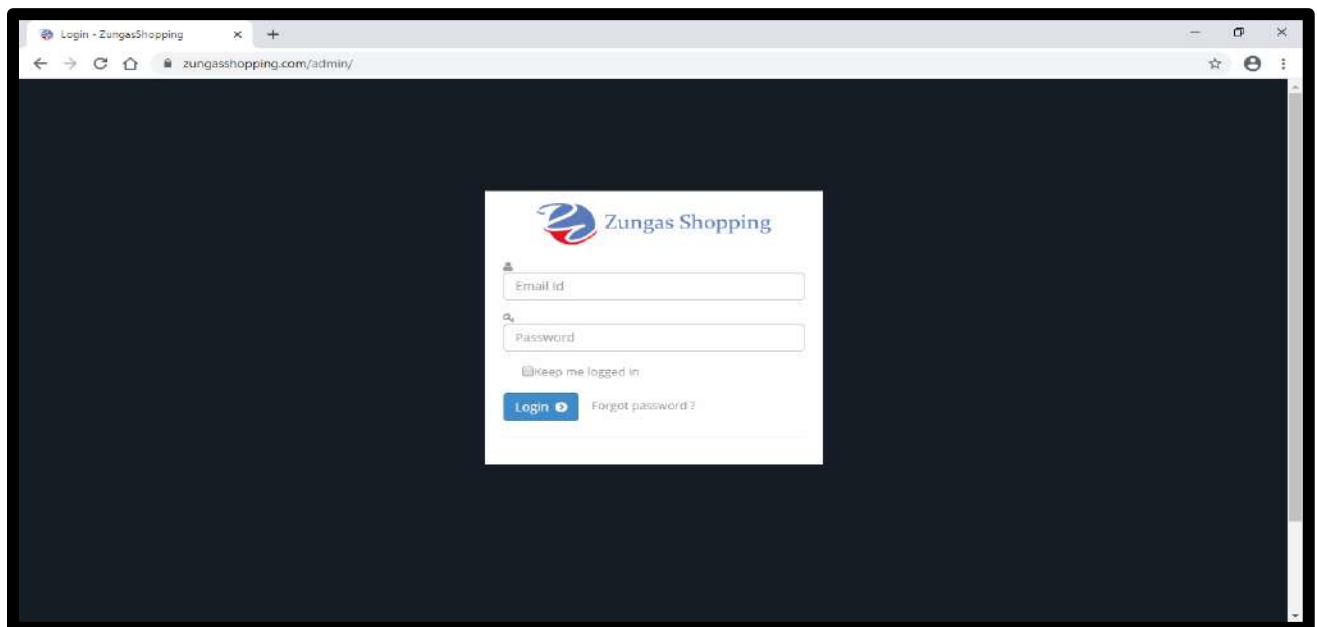 Login - ZungasShopping
zungasshopping.com/admin/
Zungas Shopping
Email Id
Password
Keep me logged in
Login
Forgot password ?